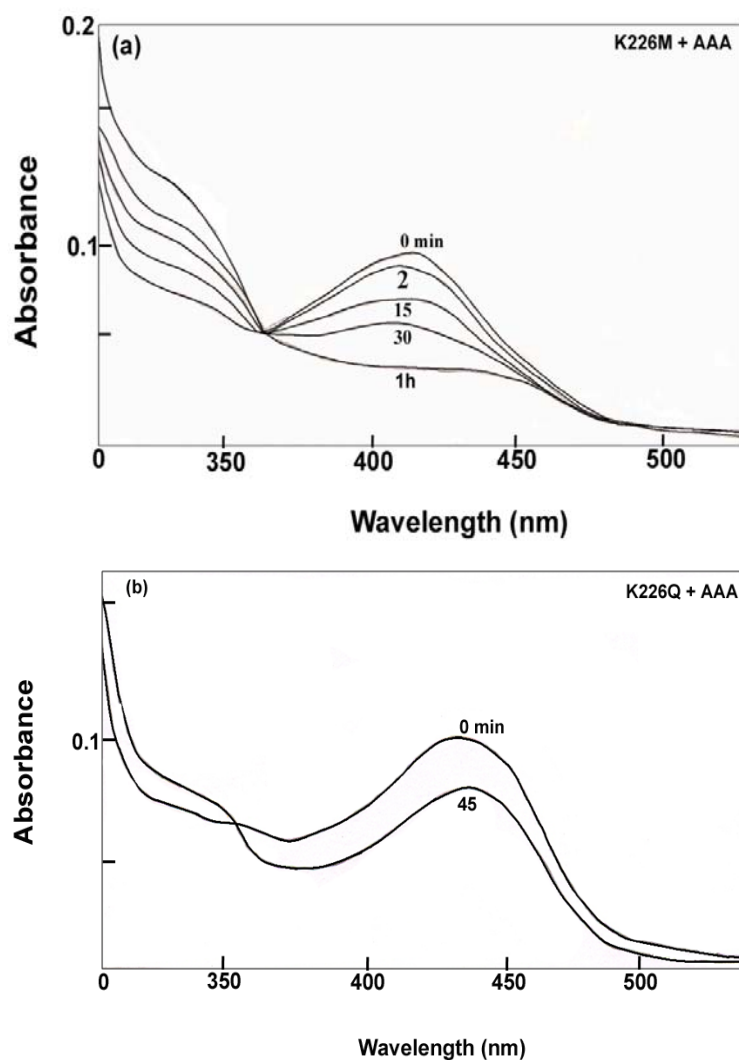 0.2
(a)
K226M + AAA
0.1
0 min
2
15
30
1h
Absorbance
0 350 400 450 500
Wavelength (nm)
(b)
K226Q + AAA
0 min
0.1
45
Absorbance
0 350 400 450 500
Wavelength (nm)